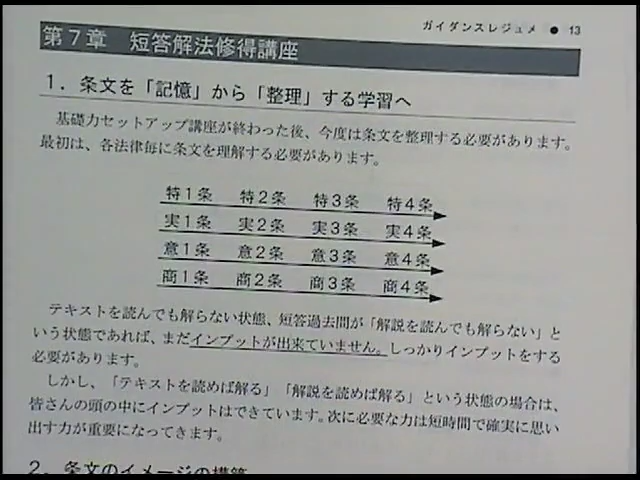 ガイダンスレジュメ ● 13
第7章 短答解法修得講座
1．条文を「記憶」から「整理」する学習へ
基礎力セットアップ講座が終わった後、今度は条文を整理する必要があります。
最初は、各法律毎に条文を理解する必要があります。
特1条 特2条 特3条 特4条
実1条 実2条 実3条 実4条
意1条 意2条 意3条 意4条
商1条 商2条 商3条 商4条
テキストを読んでも解らない状態、短答過去問が「解説を読んでも解らない」と
いう状態であれば、まだインプットが出来ていません。しっかりインプットをする
必要があります。
しかし、「テキストを読めば解る」「解説を読めば解る」という状態の場合は、
皆さんの頭の中にインプットはできています。次に必要な力は短時間で確実に思い
出す力が重要になってきます。
2．条文のイメージの構築